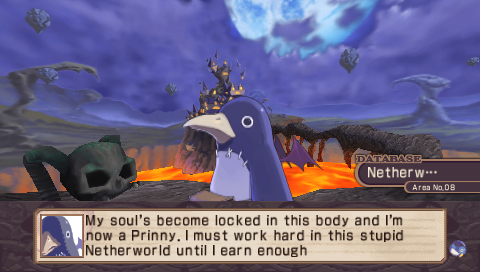 DATABASE
Netherw…
Area No.08
My soul's become locked in this body and I'm
now a Prinny. I must work hard in this stupid
Netherworld until I earn enough